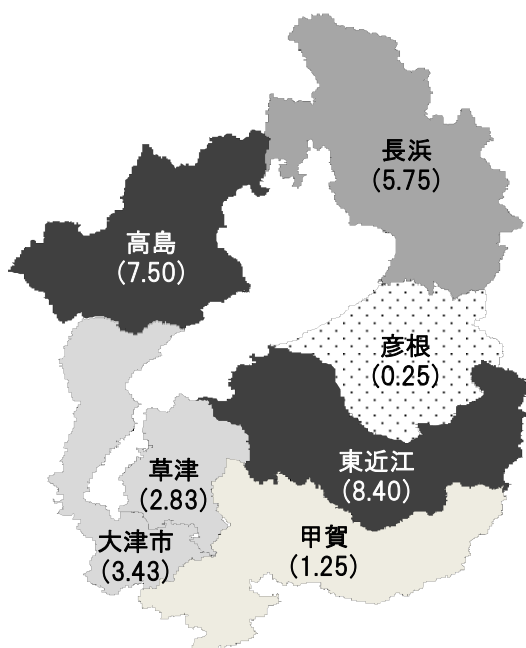 長浜
(5.75)
高島
(7.50)
彦根
(0.25)
東近江
(8.40)
草津
(2.83)
大津市
(3.43)
甲賀
(1.25)